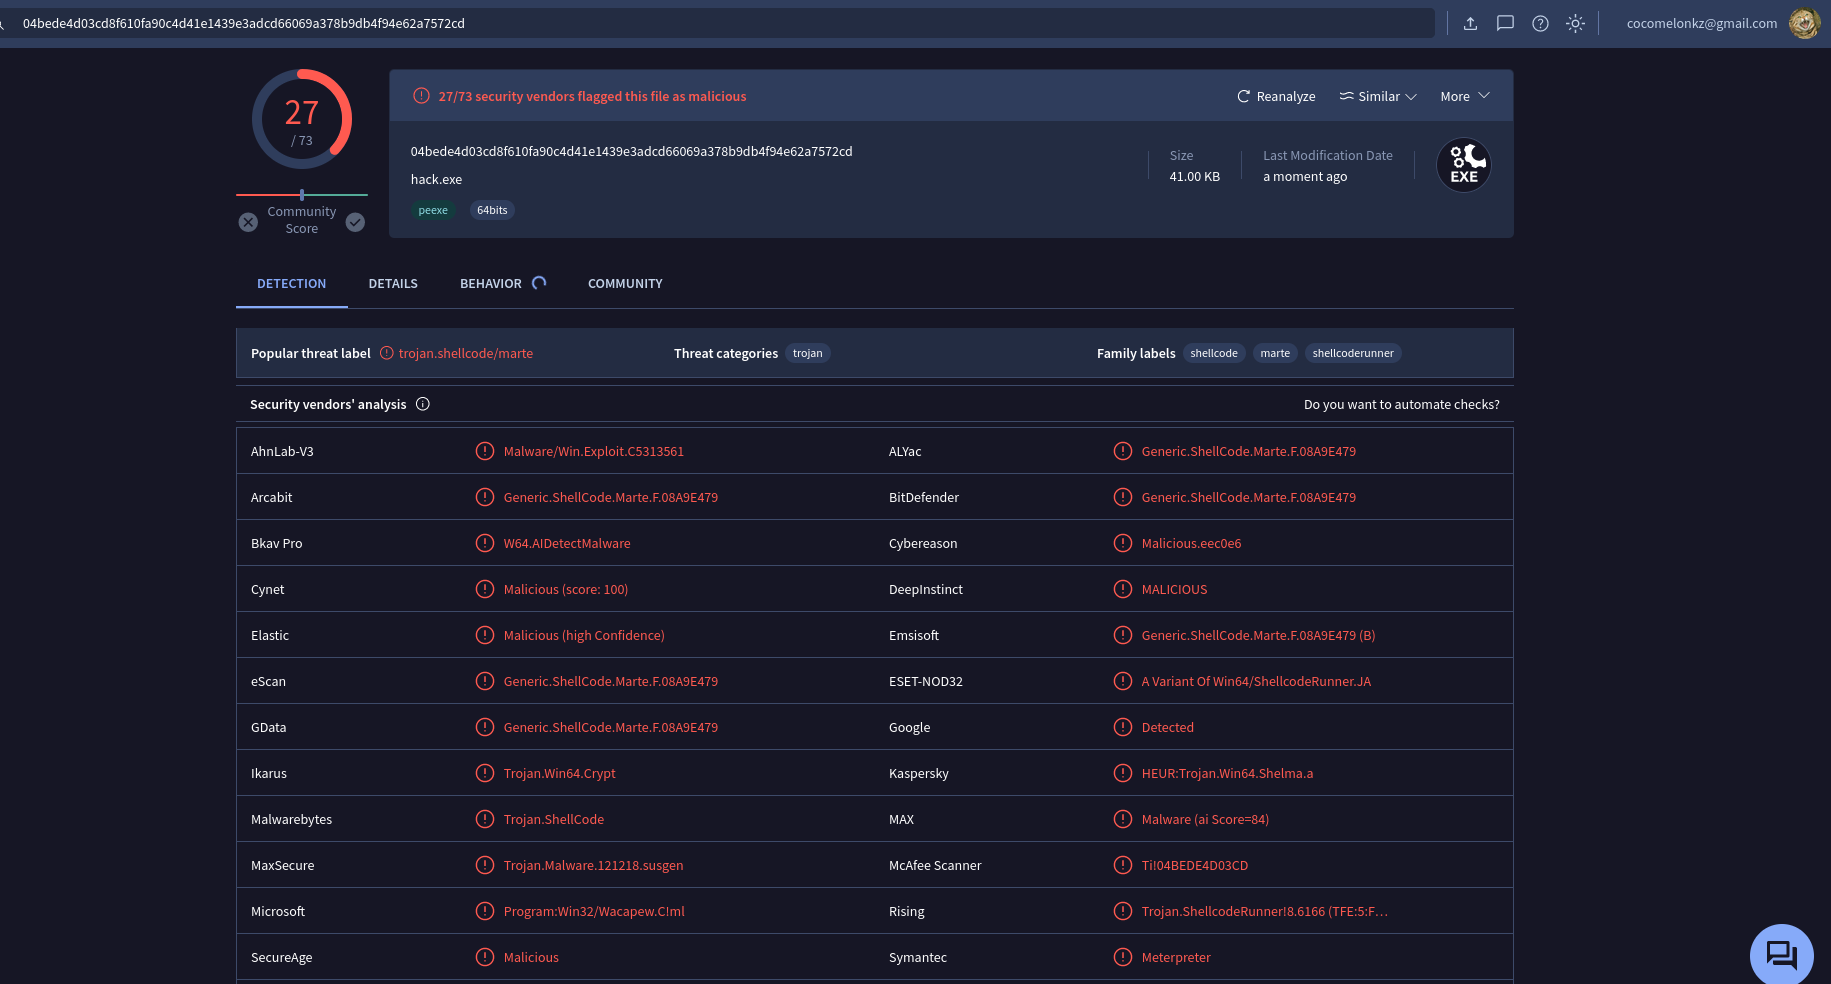 04bede4d03cd8f610fa90c4d41e1439e3adcd66069a378b9db4f94e62a7572cd
cocomelonkz@gmail.com
27
/ 73
Community
Score
27/73 security vendors flagged this file as malicious
Reanalyze
Similar
More
04bede4d03cd8f610fa90c4d41e1439e3adcd66069a378b9db4f94e62a7572cd
hack.exe
peexe
64bits
Size
41.00 KB
Last Modification Date
a moment ago
EXE
DETECTION
DETAILS
BEHAVIOR
COMMUNITY
Popular threat label
trojan.shellcode/marte
Threat categories
trojan
Family labels
shellcode
marte
shellcoderunner
Security vendors' analysis
Do you want to automate checks?
AhnLab-V3
Malware/Win.Exploit.C5313561
ALYac
Generic.ShellCode.Marte.F.08A9E479
Arcabit
Generic.ShellCode.Marte.F.08A9E479
BitDefender
Generic.ShellCode.Marte.F.08A9E479
Bkav Pro
W64.AIDetectMalware
Cybereason
Malicious.eec0e6
Cynet
Malicious (score: 100)
DeepInstinct
MALICIOUS
Elastic
Malicious (high Confidence)
Emsisoft
Generic.ShellCode.Marte.F.08A9E479 (B)
eScan
Generic.ShellCode.Marte.F.08A9E479
ESET-NOD32
A Variant Of Win64/ShellcodeRunner.JA
GData
Generic.ShellCode.Marte.F.08A9E479
Google
Detected
Ikarus
Trojan.Win64.Crypt
Kaspersky
HEUR:Trojan.Win64.Shelma.a
Malwarebytes
Trojan.ShellCode
MAX
Malware (ai Score=84)
MaxSecure
Trojan.Malware.121218.susgen
McAfee Scanner
Ti!04BEDE4D03CD
Microsoft
Program:Win32/Wacapew.C!ml
Rising
Trojan.ShellcodeRunner!8.6166 (TFE:5:F…
SecureAge
Malicious
Symantec
Meterpreter